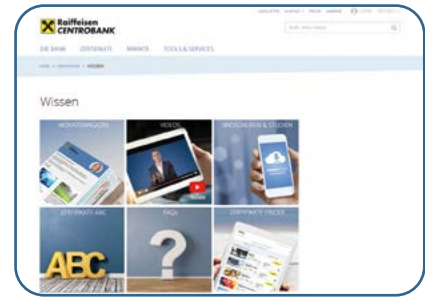 Raiffeisen
CENTROBANK
DIE BANK ZERTIFIKATE MÄRKTE TOOLS & SERVICES
WISSEN
Wissen
MONATSMAGAZIN VIDEOS BROSCHÜREN & STUDIEN
ZERTIFIKATE-ABC FAQs ZERTIFIKATE-FINDER
ABC ?